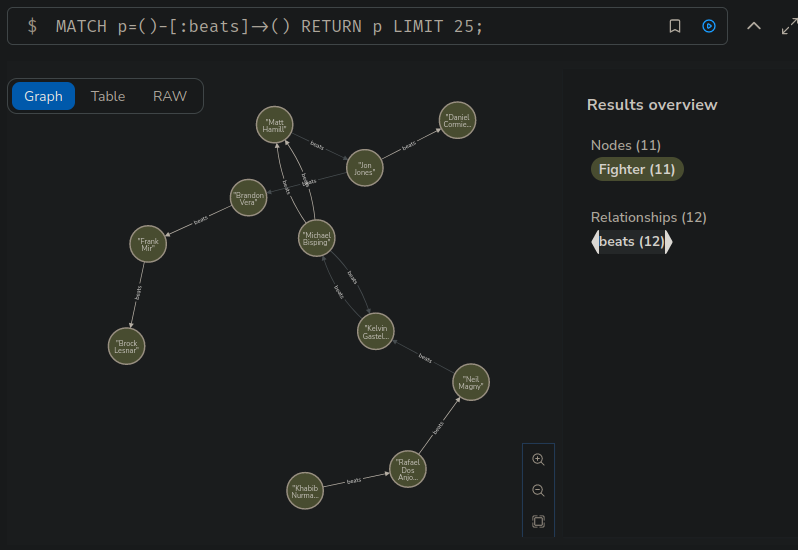 $ MATCH p=()-[:beats]->() RETURN p LIMIT 25;
Graph
Table
RAW
Results overview
Nodes (11)
Fighter (11)
Relationships (12)
beats (12)
"Matt
Hamill"
"Daniel
Cormie...
"Jon
Jones"
"Brandon
Vera"
"Frank
Mir"
"Michael
Bisping"
"Brock
Lesnar"
"Kelvin
Gastel...
"Neil
Magny"
"Rafael
Dos
Anjo...
"Khabib
Nurma...
beats
beats
beats
beats
beats
beats
beats
beats
beats
beats
beats
beats